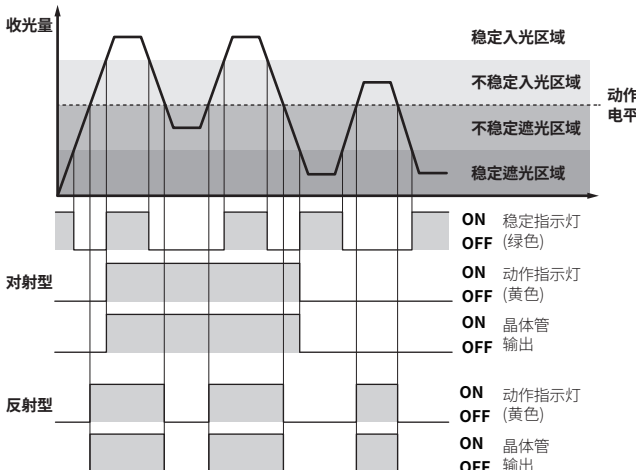 收光量
稳定入光区域
不稳定入光区域
动作
电平
不稳定遮光区域
稳定遮光区域
ON 稳定指示灯
OFF (绿色)
对射型
ON 动作指示灯
OFF (黄色)
ON 晶体管
OFF 输出
反射型
ON 动作指示灯
OFF (黄色)
ON 晶体管
OFF 输出